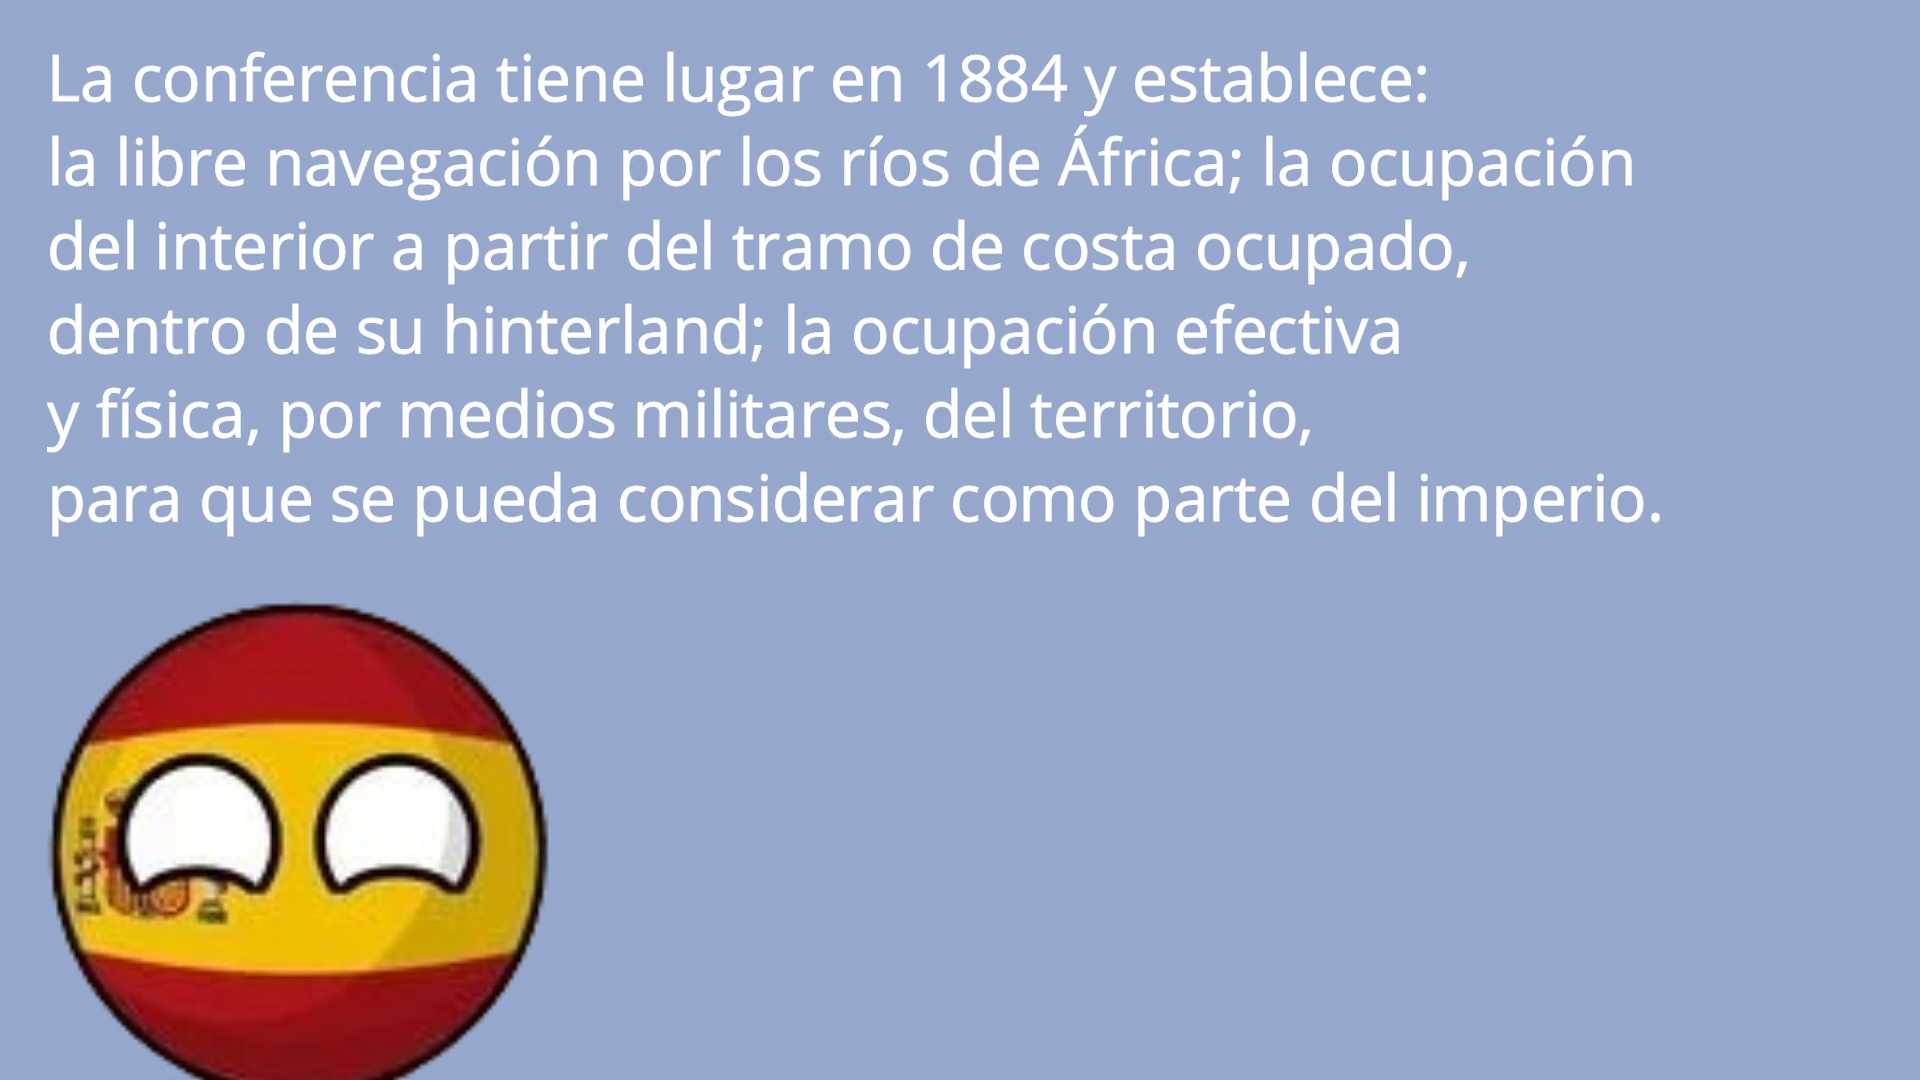 La conferencia tiene lugar en 1884 y establece:
la libre navegación por los ríos de África; la ocupación
del interior a partir del tramo de costa ocupado,
dentro de su hinterland; la ocupación efectiva
y física, por medios militares, del territorio,
para que se pueda considerar como parte del imperio.